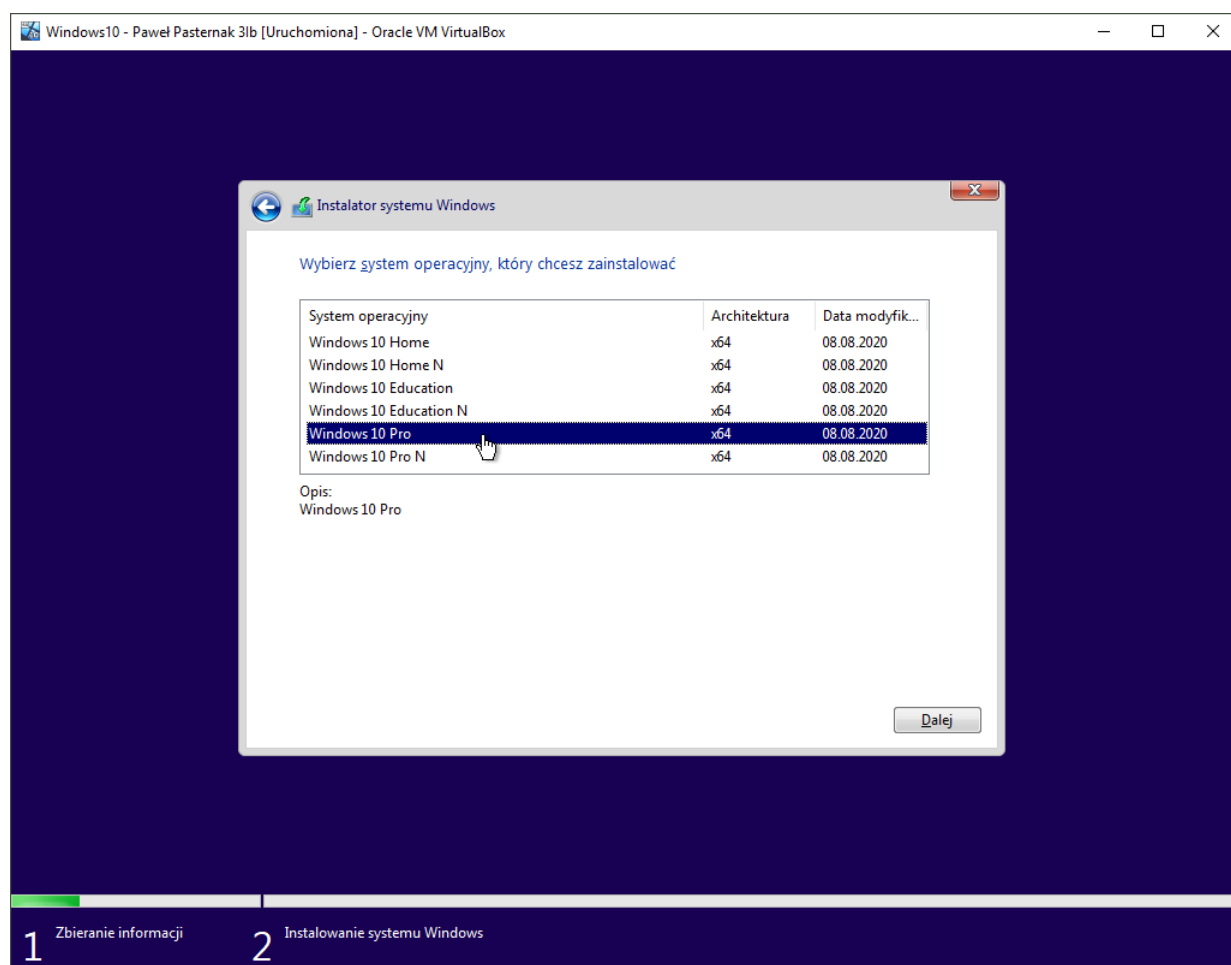 Windows10 - Paweł Pasternak 3lb [Uruchomiona] - Oracle VM VirtualBox
Instalator systemu Windows
Wybierz system operacyjny, który chcesz zainstalować
System operacyjny Architektura Data modyfik...
Windows 10 Home x64 08.08.2020
Windows 10 Home N x64 08.08.2020
Windows 10 Education x64 08.08.2020
Windows 10 Education N x64 08.08.2020
Windows 10 Pro x64 08.08.2020
Windows 10 Pro N x64 08.08.2020
Opis:
Windows 10 Pro
Dalej
1 Zbieranie informacji 2 Instalowanie systemu Windows